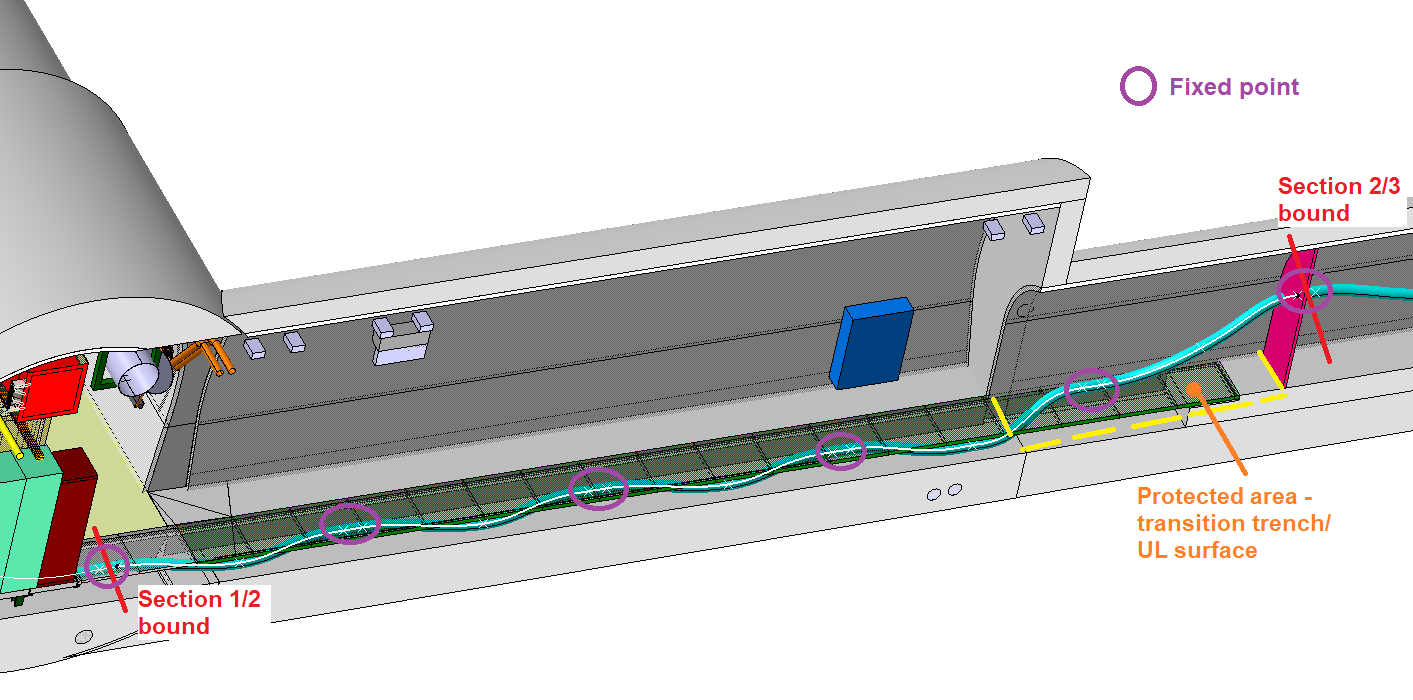 Fixed point
Section 2/3
bound
Protected area -
transition trench/
UL surface
Section 1/2
bound